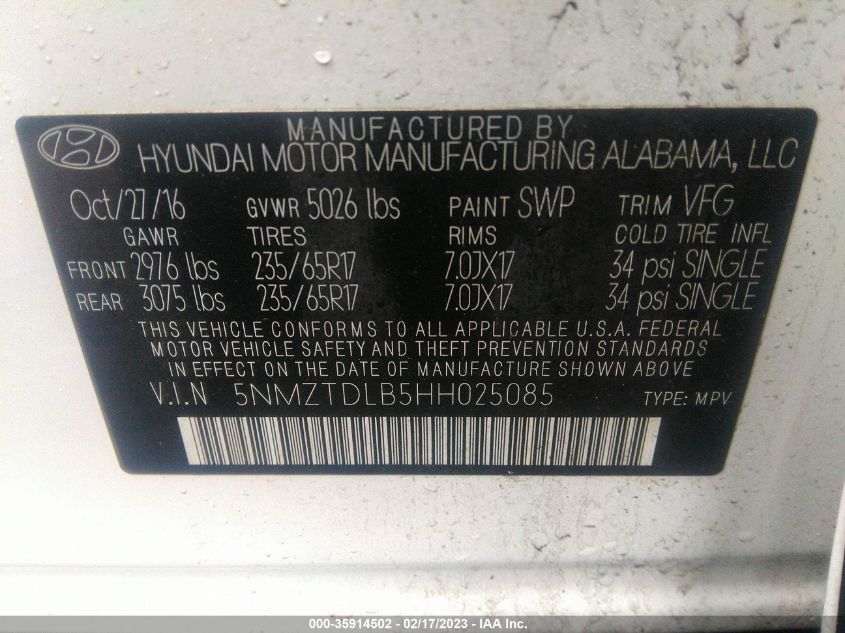 MANUFACTURED BY
HYUNDAI MOTOR MANUFACTURING ALABAMA, LLC
Oct/27/16 GVWR 5026 lbs PAINT SWP TRIM VFG
GAWR TIRES RIMS COLD TIRE INFL
FRONT 2976 lbs 235/65R17 7.0JX17 34 psi SINGLE
REAR 3075 lbs 235/65R17 7.0JX17 34 psi SINGLE
THIS VEHICLE CONFORMS TO ALL APPLICABLE U.S.A. FEDERAL
MOTOR VEHICLE SAFETY AND THEFT PREVENTION STANDARDS
IN EFFECT ON THE DATE OF MANUFACTURE SHOWN ABOVE
V.I.N 5NMZTDLB5HH025085 TYPE: MPV
000-35914502 - 02/17/2023 - IAA Inc.